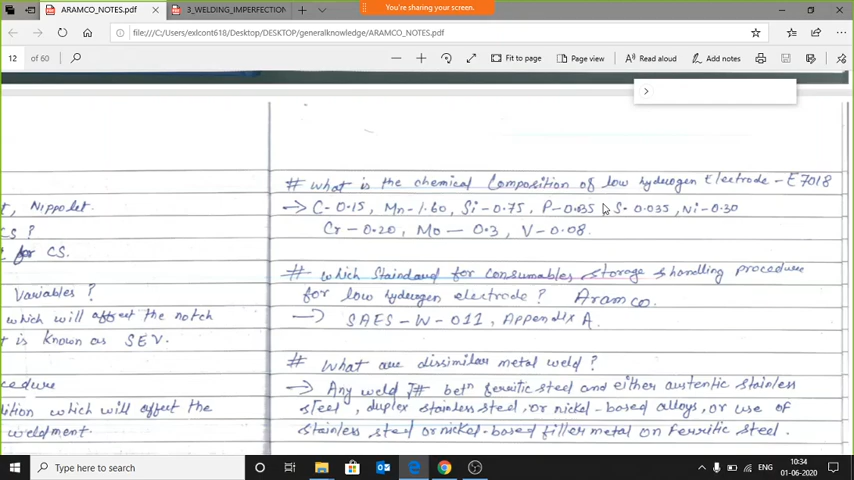 ARAMCO_NOTES.pdf
3_WELDING_IMPERFECTION
You're sharing your screen.
file:///C:/Users/exlcont618/Desktop/DESKTOP/generalknowledge/ARAMCO_NOTES.pdf
12 of 60
Fit to page
Page view
Read aloud
Add notes
t, Nippolet.
CS ?
t for CS.
Variables ?
which will affect the notch
t is known as SEV.
cedure
dition which will affect the
weldment.
# What is the chemical Composition of low hydrogen Electrode - E7018
→ C-0.15, Mn-1.60, Si-0.75, P-0.035, S-0.035, Ni-0.30
Cr-0.20, Mo-0.3, V-0.08.
# which Standard for Consumables, storage & handling procedure
for low hydrogen electrode ? Aramco.
→ SAES-W-011, Appendix A.
# What are dissimilar metal weld ?
→ Any weld J# betn ferritic steel and either austentic stainless
steel, duplex stainless steel, or nickel-based alloys, or use of
stainless steel or nickel-based filler metal on Ferritic steel.
Type here to search
ENG
10:34
01-06-2020